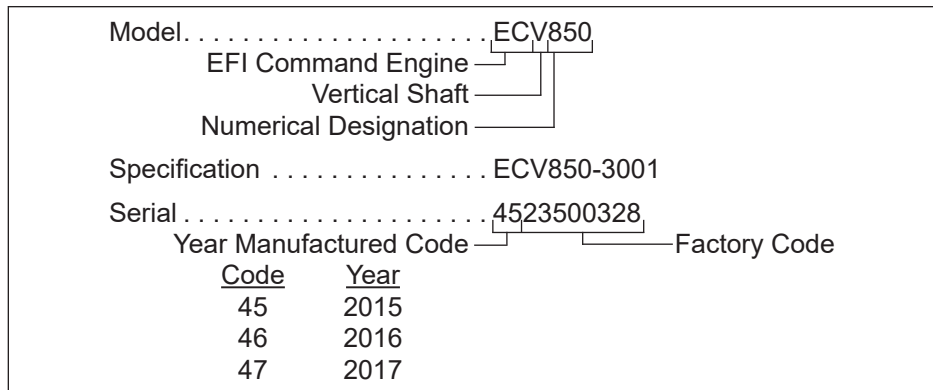 Model. . . . . . . . . . . . . . . . . . . . . . ECV850
EFI Command Engine
Vertical Shaft
Numerical Designation
Specification . . . . . . . . . . . . . . . ECV850-3001
Serial . . . . . . . . . . . . . . . . . . . . . . 4523500328
Year Manufactured Code Factory Code
Code Year
45 2015
46 2016
47 2017